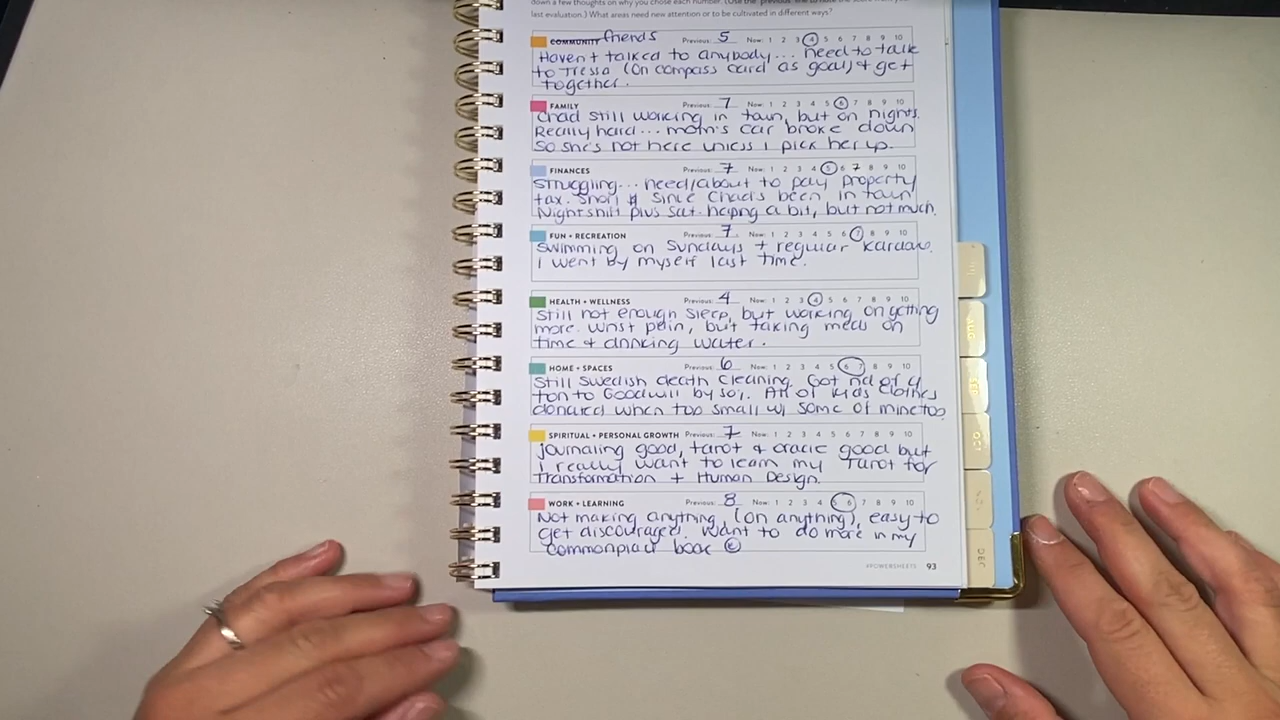 down a few thoughts on why you chose each number. (Use the "previous" line to note the score from your
last evaluation.) What areas need new attention or to be cultivated in different ways?
COMMUNITY friends Previous: 5 Now: 1 2 3 4 5 6 7 8 9 10
Haven't talked to anybody... need to talk
to Tressa (on compass card as goal) & get
together.
FAMILY Previous: 7 Now: 1 2 3 4 5 6 7 8 9 10
Chad still working in town, but on nights.
Really hard... mom's car broke down
so she's not here unless I pick her up.
FINANCES Previous: 7 Now: 1 2 3 4 5 6 7 8 9 10
Struggling... need/about to pay property
tax. Short $ since Chad's been in town
Nightshift plus Sat. helping a bit, but not much.
FUN + RECREATION Previous: 7 Now: 1 2 3 4 5 6 7 8 9 10
Swimming on Sundays + regular Karaoke.
I went by myself last time.
HEALTH + WELLNESS Previous: 4 Now: 1 2 3 4 5 6 7 8 9 10
Still not enough sleep, but working on getting
more. Wrist pain, but taking meds on
time & drinking water.
HOME + SPACES Previous: 6 Now: 1 2 3 4 5 6 7 8 9 10
Still Swedish death cleaning. Got rid of a
ton to Goodwill by 50%. All of kids clothes
donated when too small w/ some of mine too.
SPIRITUAL + PERSONAL GROWTH Previous: 7 Now: 1 2 3 4 5 6 7 8 9 10
Journaling good, tarot & oracle good but
I really want to learn my Tarot for
Transformation + Human Design.
WORK + LEARNING Previous: 8 Now: 1 2 3 4 5 6 7 8 9 10
Not making anything (on anything), easy to
get discouraged. Want to do more in my
commonplace book
#POWERSHEETS 93
AUG
SEP
OCT
NOV
DEC